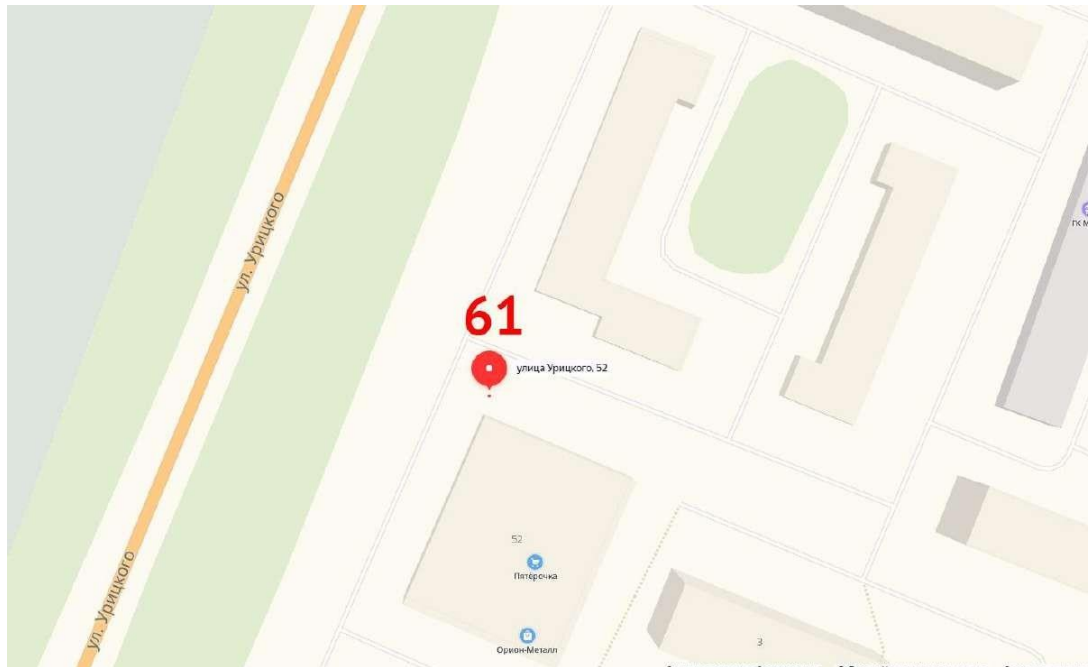 ул. Урицкого
61
улица Урицкого, 52
52
Пятёрочка
ул. Урицкого
3
Орион-Металл